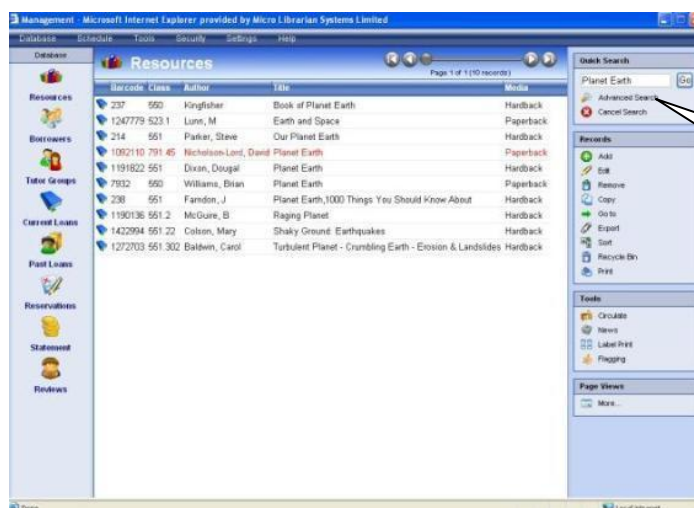 Management - Microsoft Internet Explorer provided by Micro Librarian Systems Limited
Database Schedule Tools Security Settings Help
Database
Resources
Borrowers
Tutor Groups
Current Loans
Past Loans
Reservations
Statement
Reviews
Resources
Page 1 of 1 (10 records)
Barcode Class Author Title Media
237 550 Kingfisher Book of Planet Earth Hardback
1247779 523.1 Lunn, M Earth and Space Paperback
214 551 Parker, Steve Our Planet Earth Hardback
1092110 791.45 Nicholson-Lord, David Planet Earth Paperback
1191822 551 Dixon, Dougal Planet Earth Hardback
7932 550 Williams, Brian Planet Earth Paperback
238 551 Farndon, J Planet Earth,1000 Things You Should Know About Hardback
1190136 551.2 McGuire, B Raging Planet Hardback
1422994 551.22 Colson, Mary Shaky Ground: Earthquakes Hardback
1272703 551.302 Baldwin, Carol Turbulent Planet - Crumbling Earth - Erosion & Landslides Hardback
Quick Search
Planet Earth Go
Advanced Search
Cancel Search
Records
Add
Edit
Remove
Copy
Go to
Export
Sort
Recycle Bin
Print
Tools
Circulate
News
Label Print
Flagging
Page Views
More...